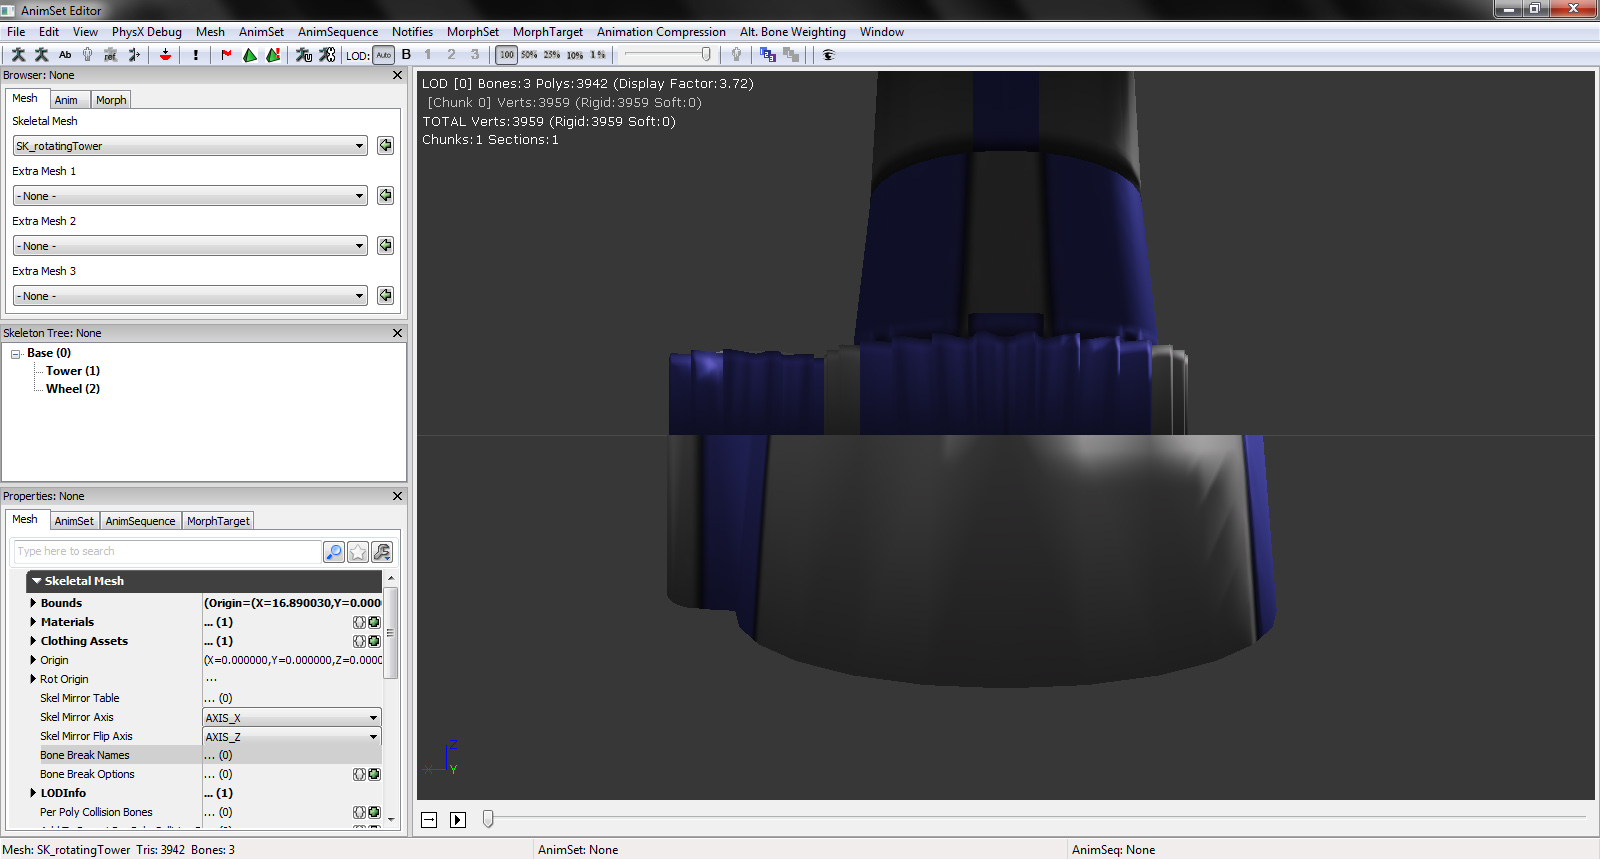 AnimSet Editor
File Edit View PhysX Debug Mesh AnimSet AnimSequence Notifies MorphSet MorphTarget Animation Compression Alt. Bone Weighting Window
Ab ref ! LOD: Auto B 1 2 3 100 50% 25% 10% 1%
Browser: None
Mesh Anim Morph
Skeletal Mesh
SK_rotatingTower
Extra Mesh 1
- None -
Extra Mesh 2
- None -
Extra Mesh 3
- None -
Skeleton Tree: None
Base (0)
Tower (1)
Wheel (2)
Properties: None
Mesh AnimSet AnimSequence MorphTarget
Type here to search
Skeletal Mesh
Bounds (Origin=(X=16.890030,Y=0.000
Materials ... (1)
Clothing Assets ... (1)
Origin (X=0.000000,Y=0.000000,Z=0.0000
Rot Origin ...
Skel Mirror Table ... (0)
Skel Mirror Axis AXIS_X
Skel Mirror Flip Axis AXIS_Z
Bone Break Names ... (0)
Bone Break Options ... (0)
LODInfo ... (1)
Per Poly Collision Bones ... (0)
LOD [0] Bones:3 Polys:3942 (Display Factor:3.72)
[Chunk 0] Verts:3959 (Rigid:3959 Soft:0)
TOTAL Verts:3959 (Rigid:3959 Soft:0)
Chunks:1 Sections:1
Z
X Y
Mesh: SK_rotatingTower Tris: 3942 Bones: 3 AnimSet: None AnimSeq: None